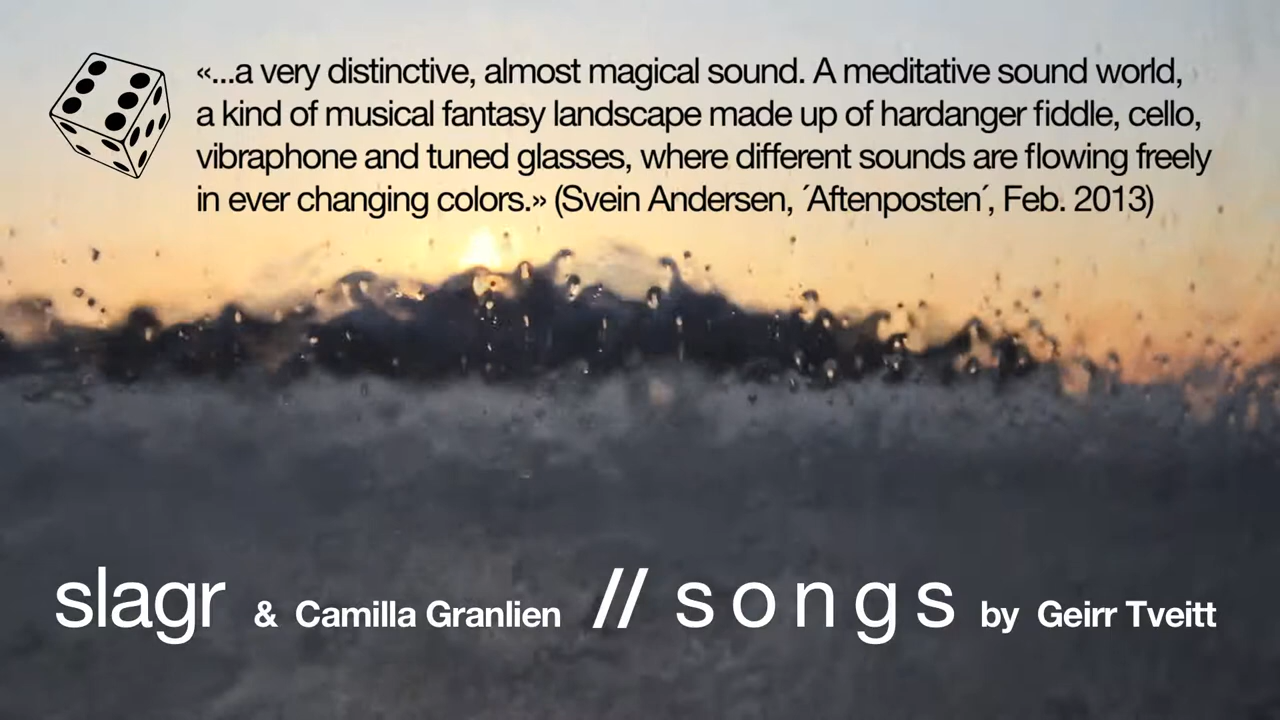 «...a very distinctive, almost magical sound. A meditative sound world,
a kind of musical fantasy landscape made up of hardanger fiddle, cello,
vibraphone and tuned glasses, where different sounds are flowing freely
in ever changing colors.» (Svein Andersen, ´Aftenposten´, Feb. 2013)
slagr & Camilla Granlien // songs by Geirr Tveitt